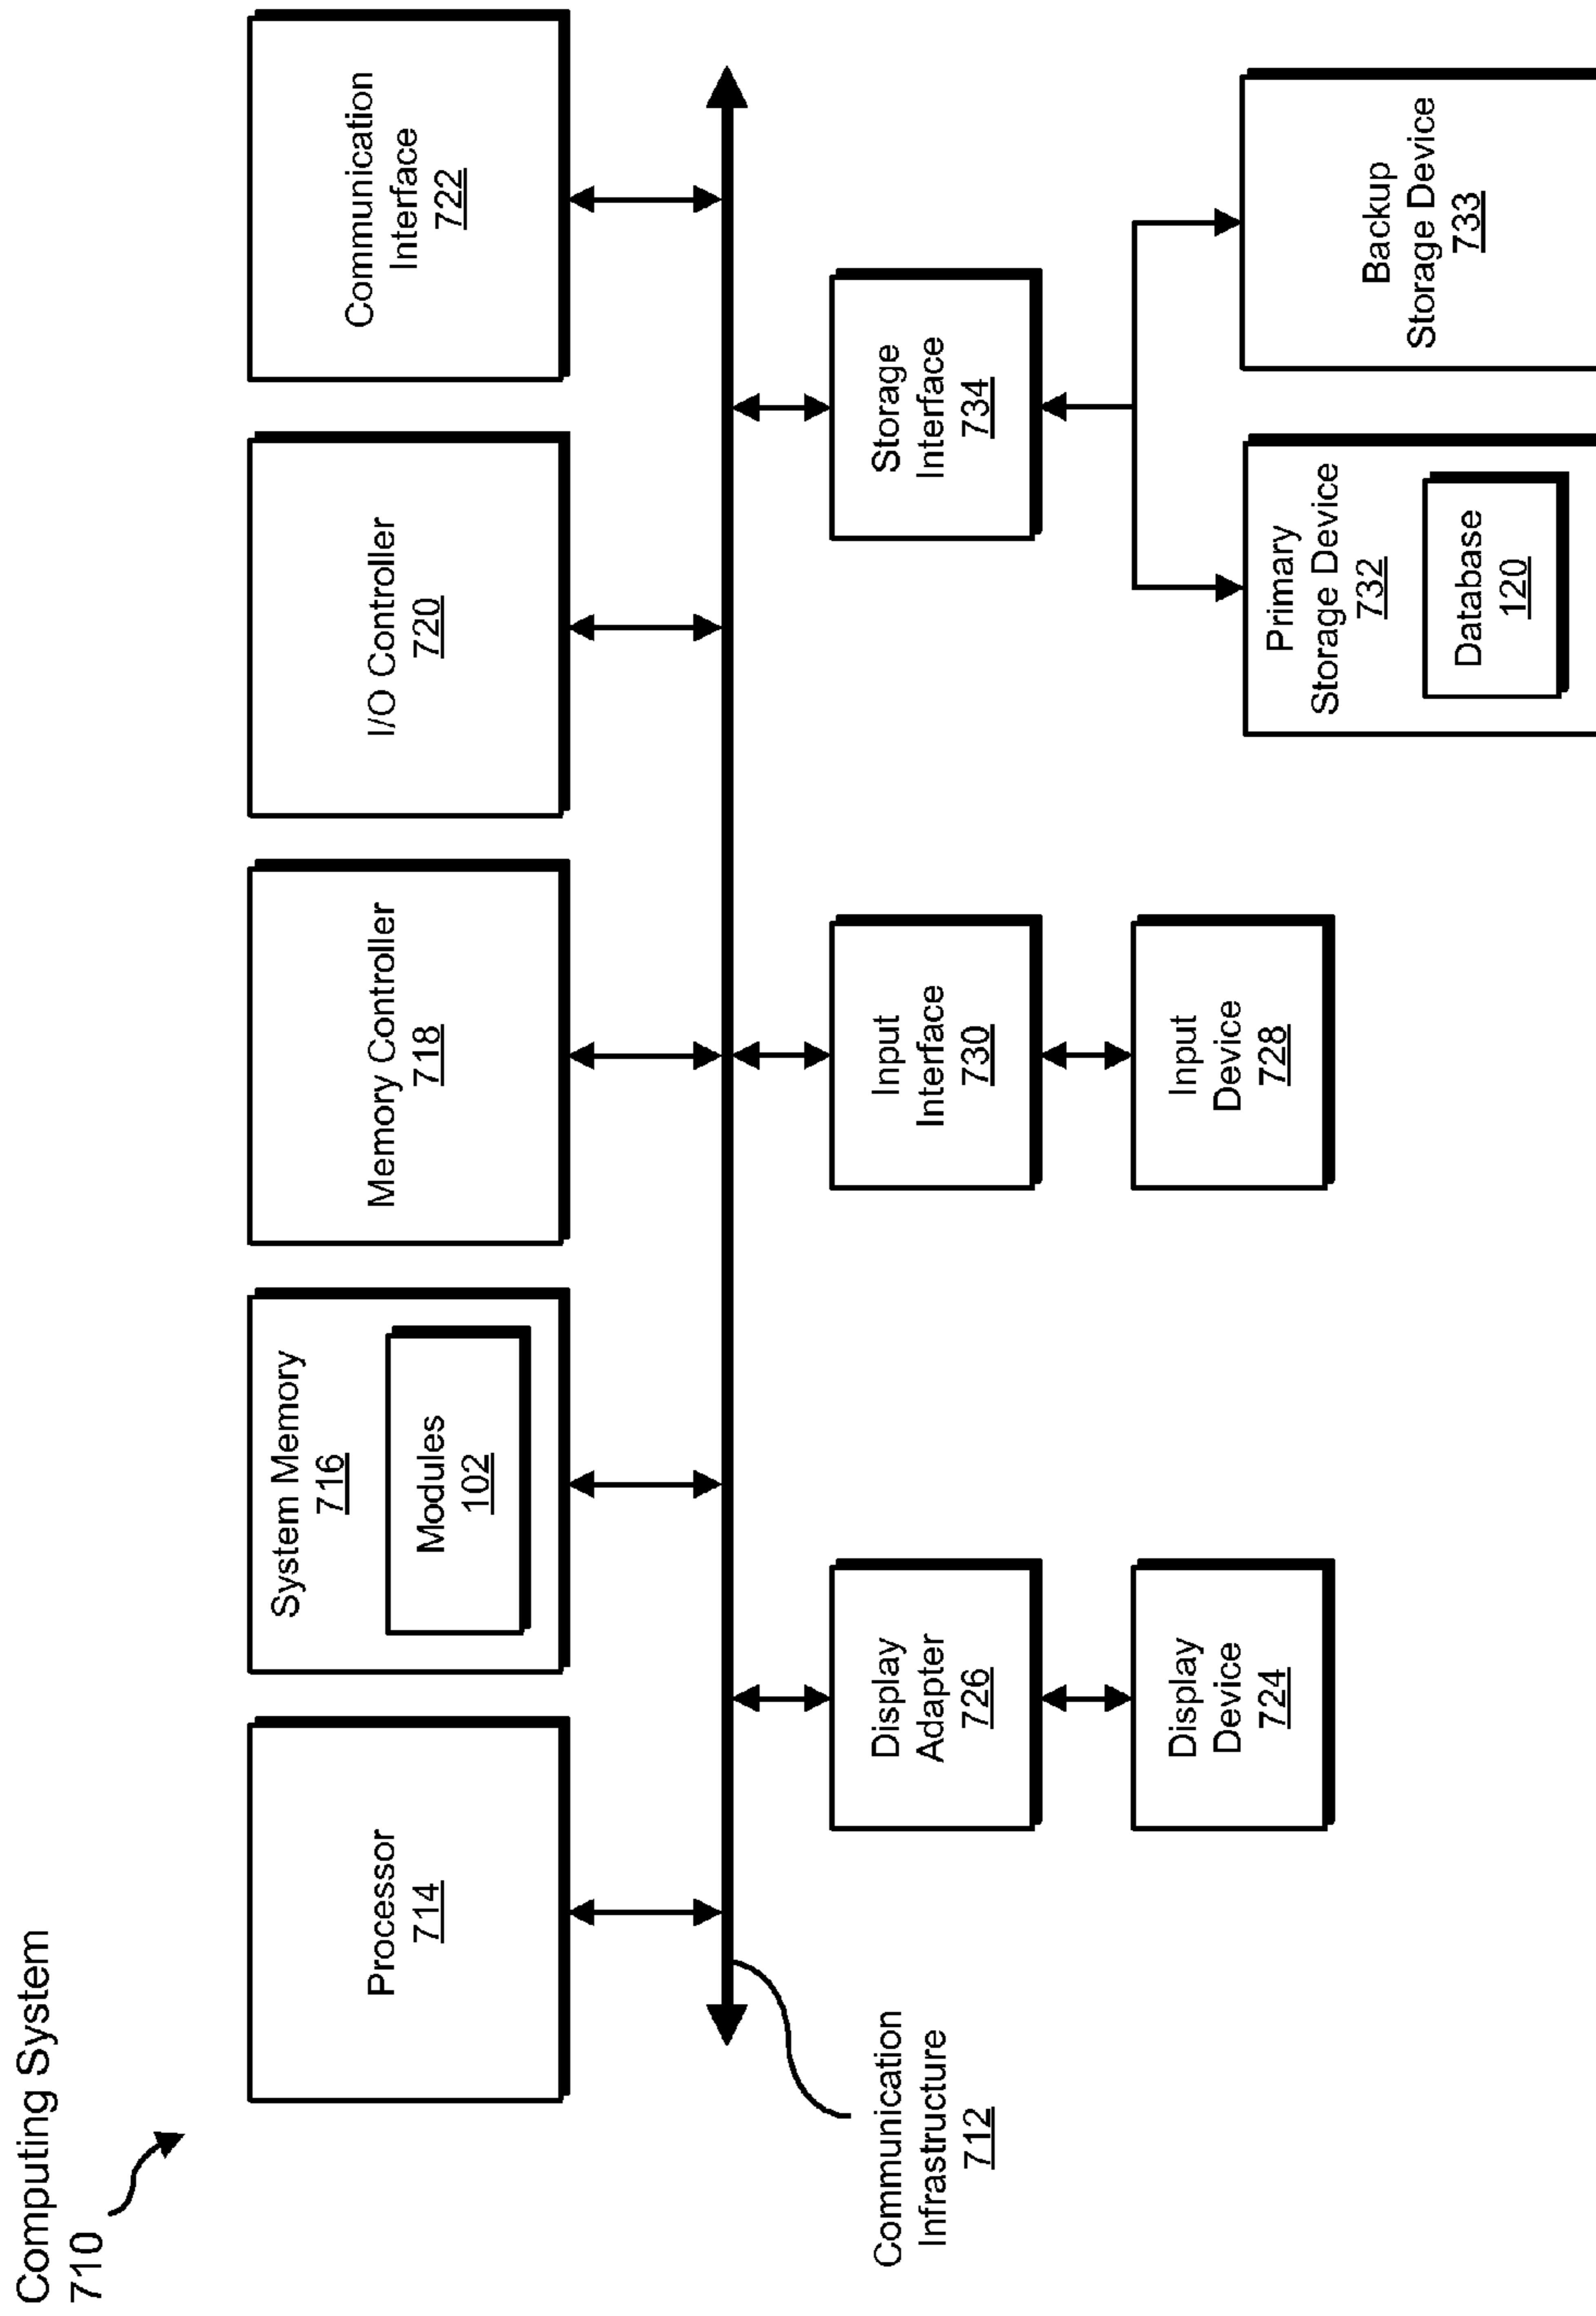 Computing System
710
Processor
714
System Memory
716
Modules
102
Memory Controller
718
I/O Controller
720
Communication
Interface
722
Communication
Infrastructure
712
Display
Adapter
726
Input
Interface
730
Storage
Interface
734
Display
Device
724
Input
Device
728
Primary
Storage Device
732
Database
120
Backup
Storage Device
733